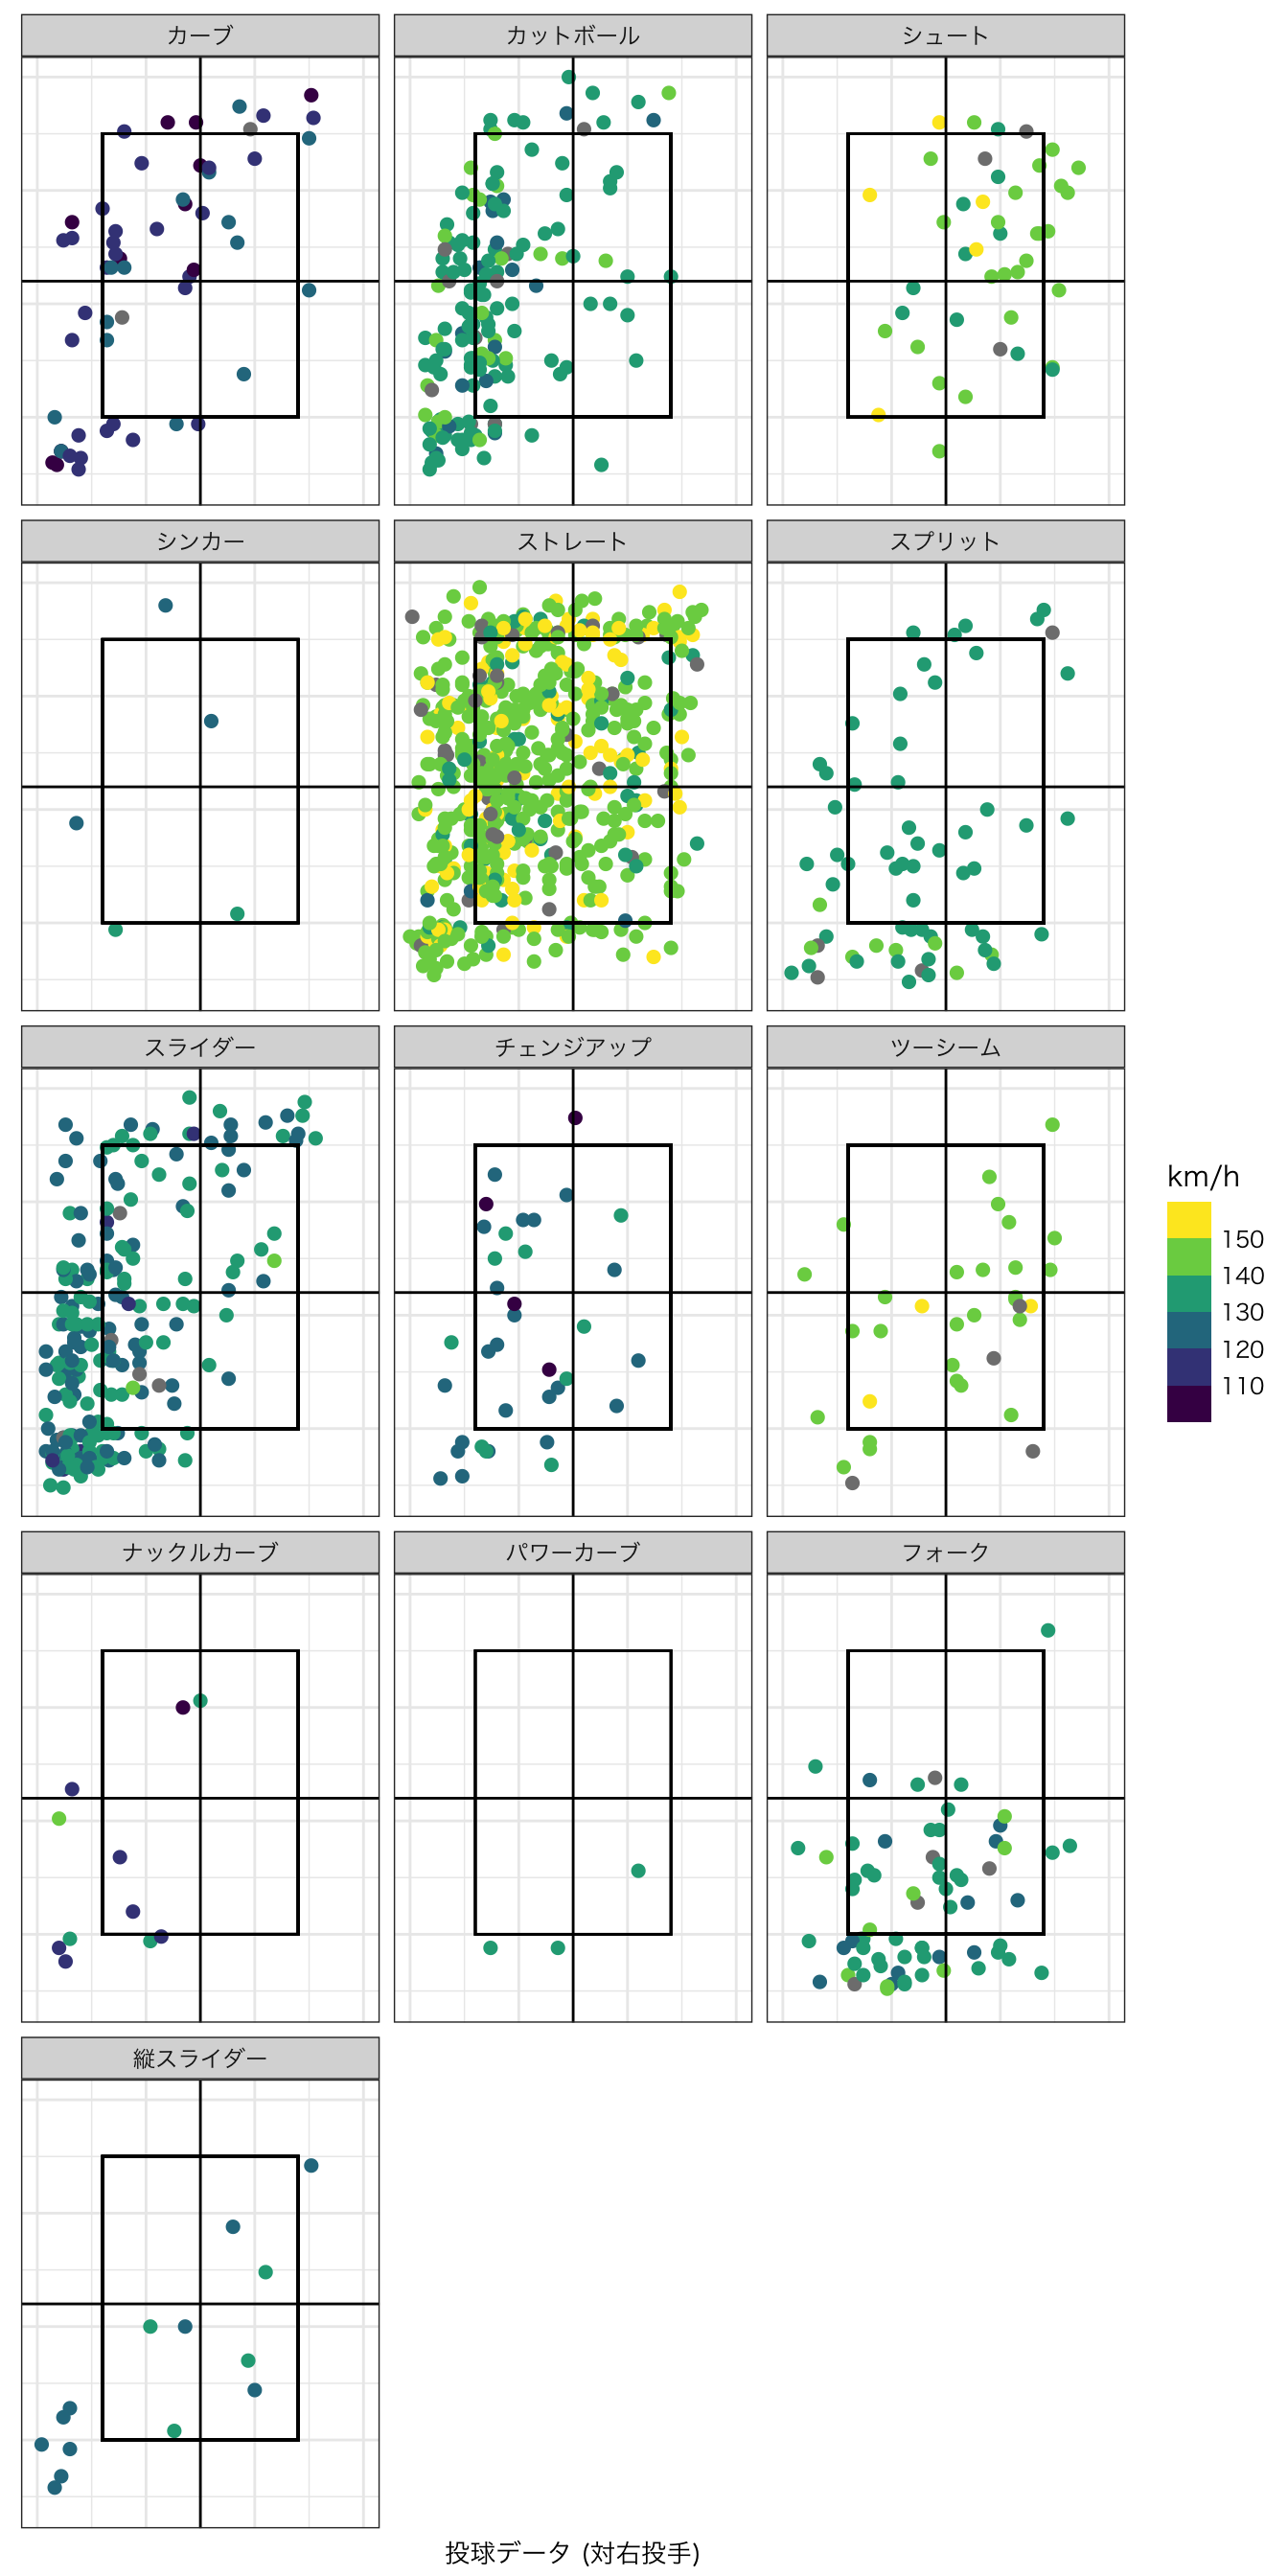 カーブ
カットボール
シュート
シンカー
ストレート
スプリット
スライダー
チェンジアップ
ツーシーム
km/h
150
140
130
120
110
ナックルカーブ
パワーカーブ
フォーク
縦スライダー
投球データ (対右投手)